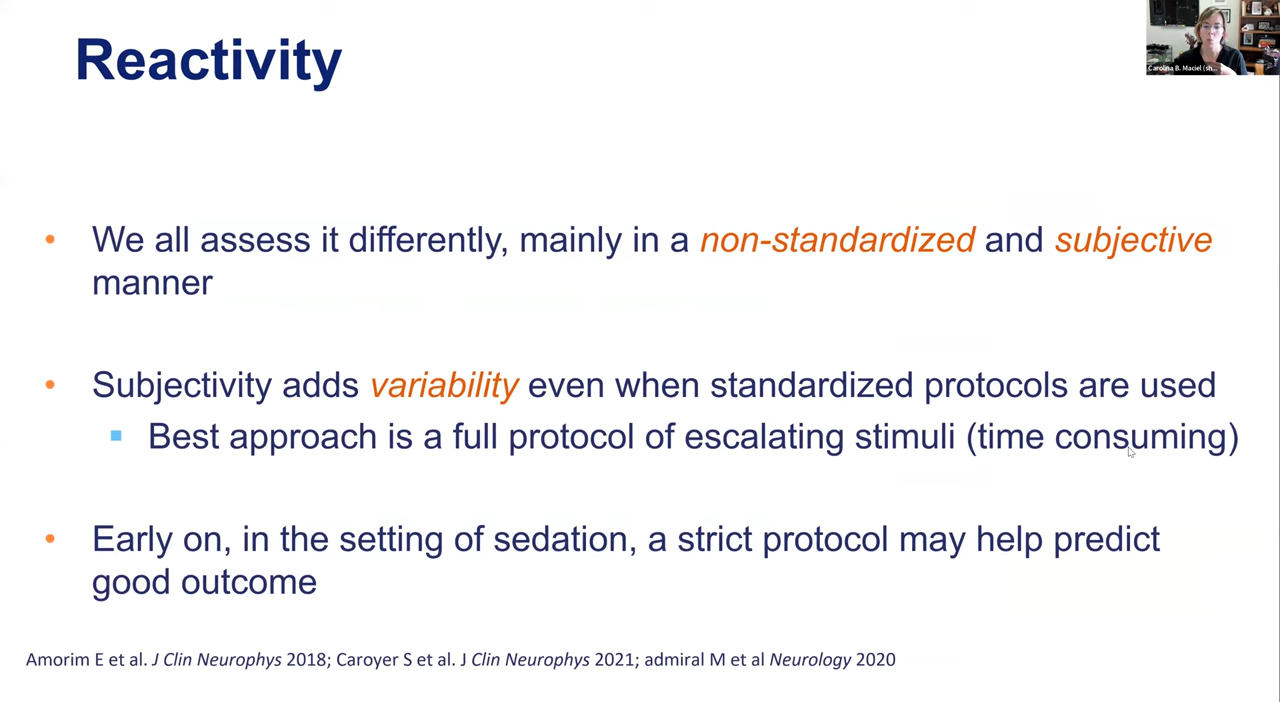 Reactivity
Carolina B. Maciel (sh...
• We all assess it differently, mainly in a non-standardized and subjective
manner
• Subjectivity adds variability even when standardized protocols are used
▪ Best approach is a full protocol of escalating stimuli (time consuming)
• Early on, in the setting of sedation, a strict protocol may help predict
good outcome
Amorim E et al. J Clin Neurophys 2018; Caroyer S et al. J Clin Neurophys 2021; admiral M et al Neurology 2020